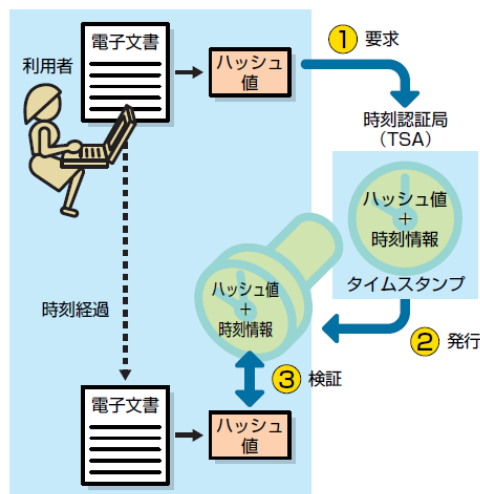 電子文書
利用者
ハッシュ
値
1 要求
時刻認証局
(TSA)
ハッシュ値
+
時刻情報
タイムスタンプ
ハッシュ値
+
時刻情報
時刻経過
2 発行
3 検証
電子文書
ハッシュ
値